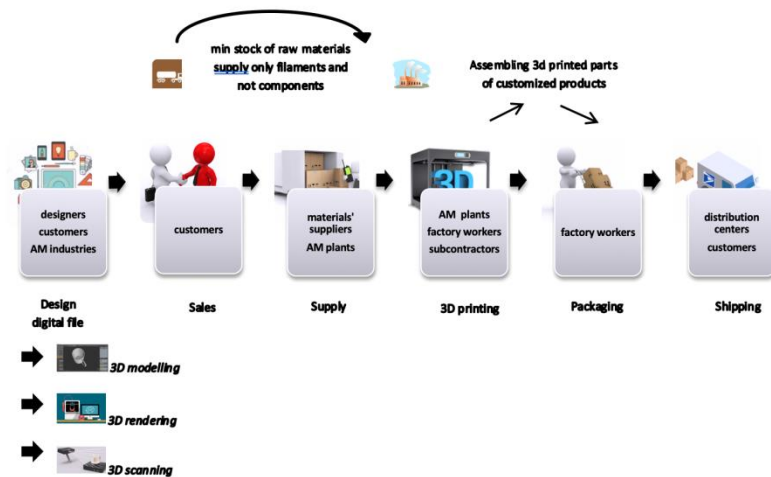 min stock of raw materials
supply only filaments and
not components
Assembling 3d printed parts
of customized products
3D
designers
customers
AM industries
customers
materials'
suppliers
AM plants
AM plants
factory workers
subcontractors
factory workers
distribution
centers
customers
Design
digital file
Sales
Supply
3D printing
Packaging
Shipping
3D modelling
3D rendering
3D scanning